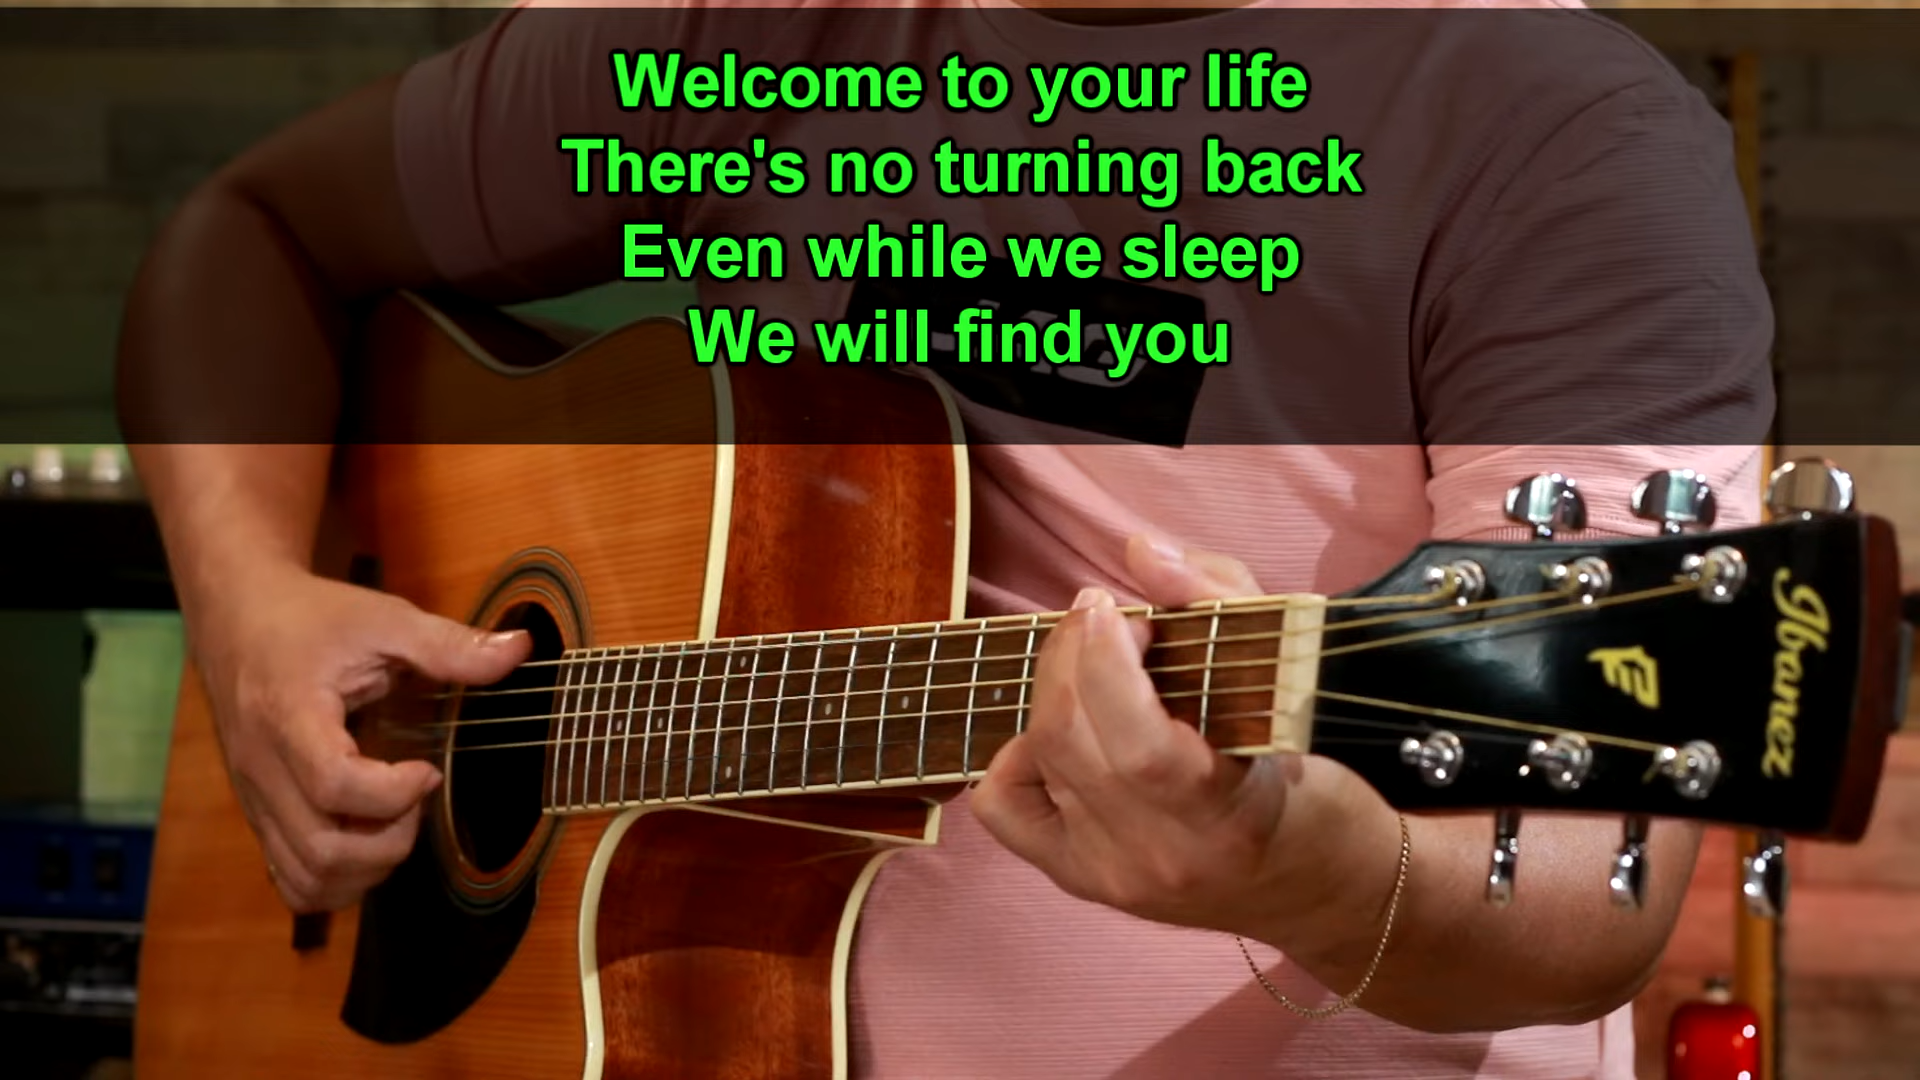 Welcome to your life
There's no turning back
Even while we sleep
We will find you
Ibanez